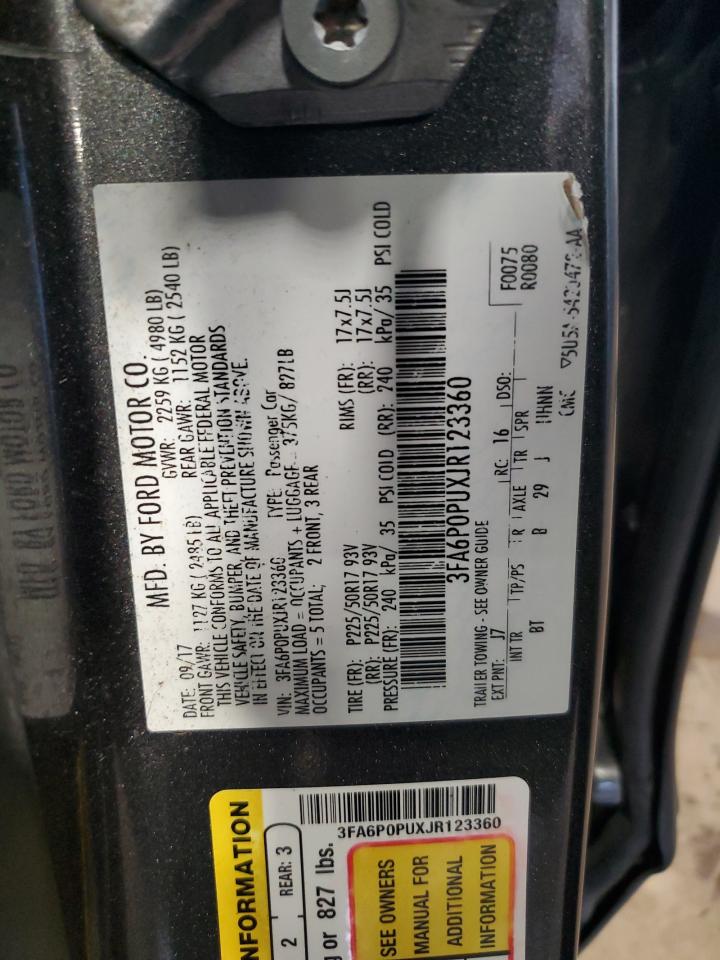 MFD. BY FORD MOTOR CO.
DATE: 09/17 GVWR: 2259 KG ( 4980 LB)
FRONT GAWR: 1127 KG ( 2485 LB) REAR GAWR: 1152 KG ( 2540 LB)
THIS VEHICLE CONFORMS TO ALL APPLICABLE FEDERAL MOTOR
VEHICLE SAFETY, BUMPER, AND THEFT PREVENTION STANDARDS
IN EFFECT ON THE DATE OF MANUFACTURE SHOWN ABOVE.
VIN: 3FA6P0PUXJR123360 TYPE: Passenger Car
MAXIMUM LOAD = OCCUPANTS + LUGGAGE = 375KG/ 877LB
OCCUPANTS = 5 TOTAL; 2 FRONT, 3 REAR
TIRE (FR): P225/50R17 93V RIMS (FR): 17x7.5J
(RR): P225/50R17 93V (RR): 17x7.5J
PRESSURE (FR): 240 kPa/ 35 PSI COLD (RR): 240 kPa/ 35 PSI COLD
3FA6P0PUXJR123360
TRAILER TOWING - SEE OWNER GUIDE F0075
EXT PNT: J7 RC: 16 DSO: R0080
INT TR TP/PS R AXLE TR SPR
BT B 29 J HHNN
3FA6P0PUXJR123360
NFORMATION
2 REAR: 3
g or 827 lbs.
SEE OWNERS
MANUAL FOR
ADDITIONAL
INFORMATION